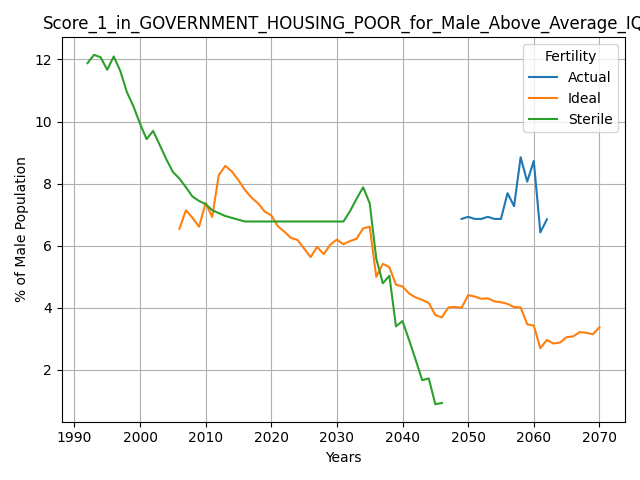 Score_1_in_GOVERNMENT_HOUSING_POOR_for_Male_Above_Average_IQ
Fertility
Actual
Ideal
Sterile
% of Male Population
12
10
8
6
4
2
1990 2000 2010 2020 2030 2040 2050 2060 2070
Years